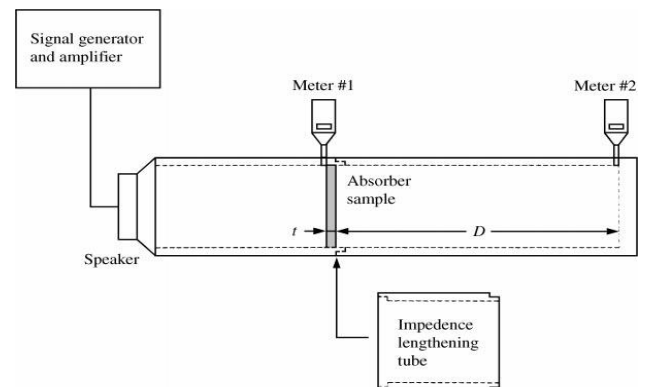 Signal generator
and amplifier
Meter #1
Meter #2
Absorber
sample
t
D
Speaker
Impedence
lengthening
tube